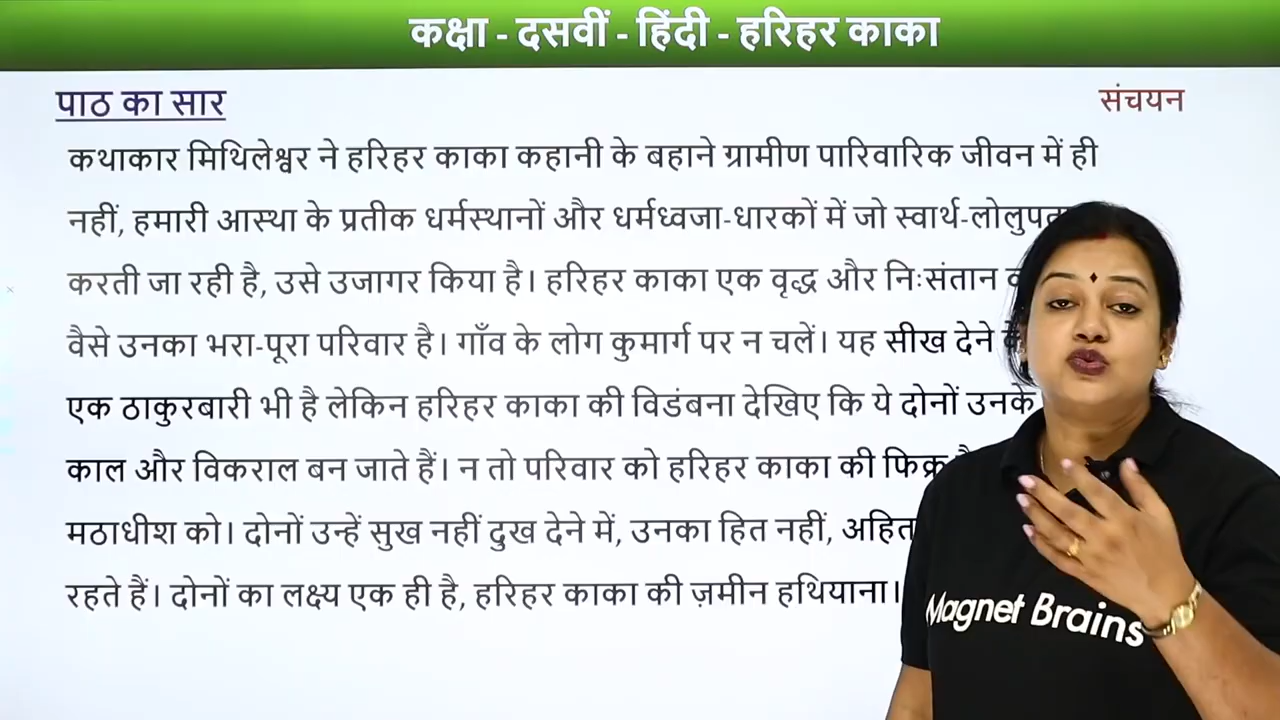 कक्षा - दसवीं - हिंदी - हरिहर काका
पाठ का सार
संचयन
कथाकार मिथिलेश्वर ने हरिहर काका कहानी के बहाने ग्रामीण पारिवारिक जीवन में ही
नहीं, हमारी आस्था के प्रतीक धर्मस्थानों और धर्मध्वजा-धारकों में जो
करती जा रही है, उसे उजागर किया है। हरिहर काका एक वृद्ध और निःसंतान
वैसे उनका भरा-पूरा परिवार है। गाँव के लोग कुमार्ग पर न चलें। यह सीख देने
एक ठाकुरबारी भी है लेकिन हरिहर काका की विडंबना देखिए कि ये दोनों उनके
काल और विकराल बन जाते हैं। न तो परिवार को हरिहर काका की फिक्र
मठाधीश को। दोनों उन्हें सुख नहीं दुख देने में, उनका हित नहीं, अहित
रहते हैं। दोनों का लक्ष्य एक ही है, हरिहर काका की ज़मीन हथियाना।
Magnet Brains